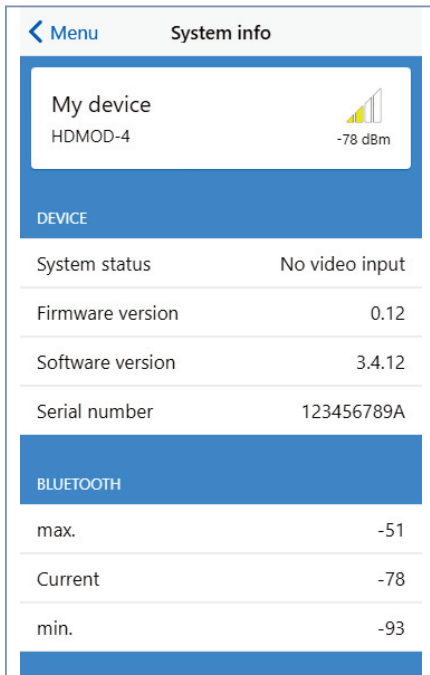 Menu System info
My device
HDMOD-4
-78 dBm
DEVICE
System status No video input
Firmware version 0.12
Software version 3.4.12
Serial number 123456789A
BLUETOOTH
max. -51
Current -78
min. -93